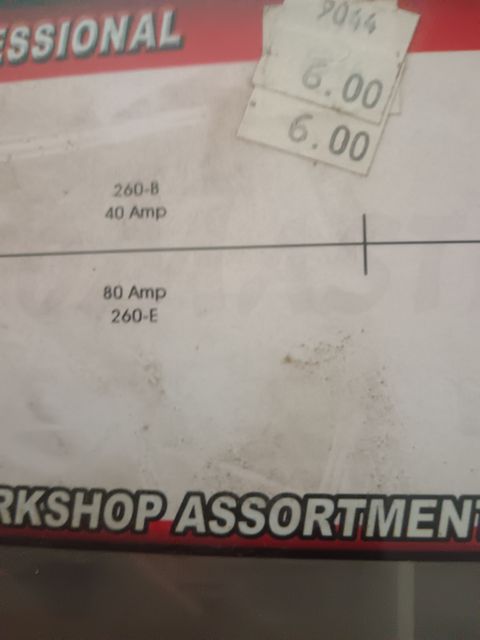 ESSIONAL
9044
6.00
6.00
260-B
40 Amp
80 Amp
260-E
RKSHOP ASSORTMENT